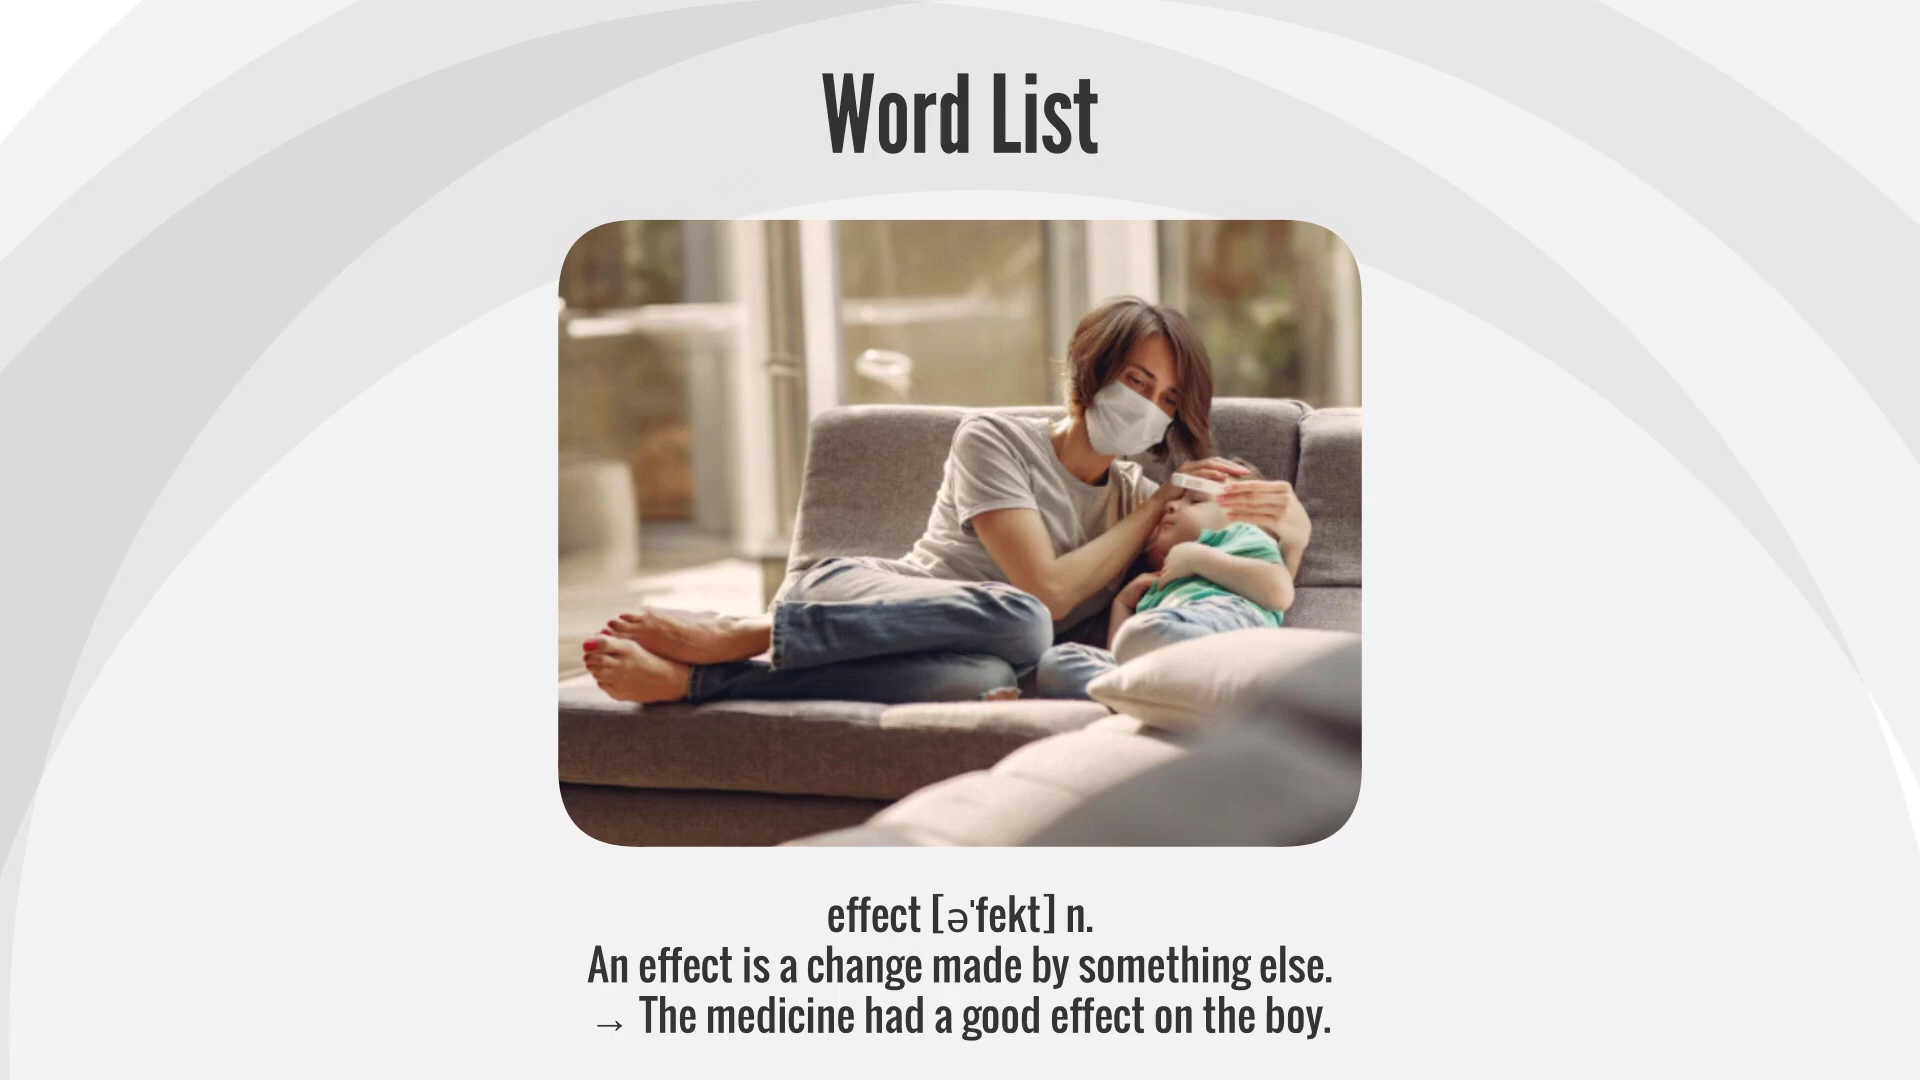 Word List
effect [ə'fekt] n.
An effect is a change made by something else.
→ The medicine had a good effect on the boy.